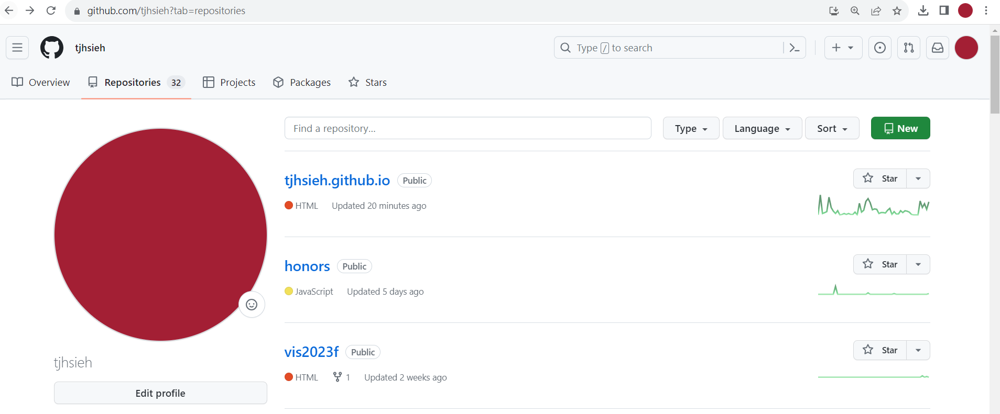 github.com/tjhsieh?tab=repositories
tjhsieh
Type / to search
Overview Repositories 32 Projects Packages Stars
Find a repository...
Type Language Sort New
tjhsieh.github.io Public Star
HTML Updated 20 minutes ago
honors Public Star
JavaScript Updated 5 days ago
vis2023f Public Star
HTML 1 Updated 2 weeks ago
tjhsieh
Edit profile